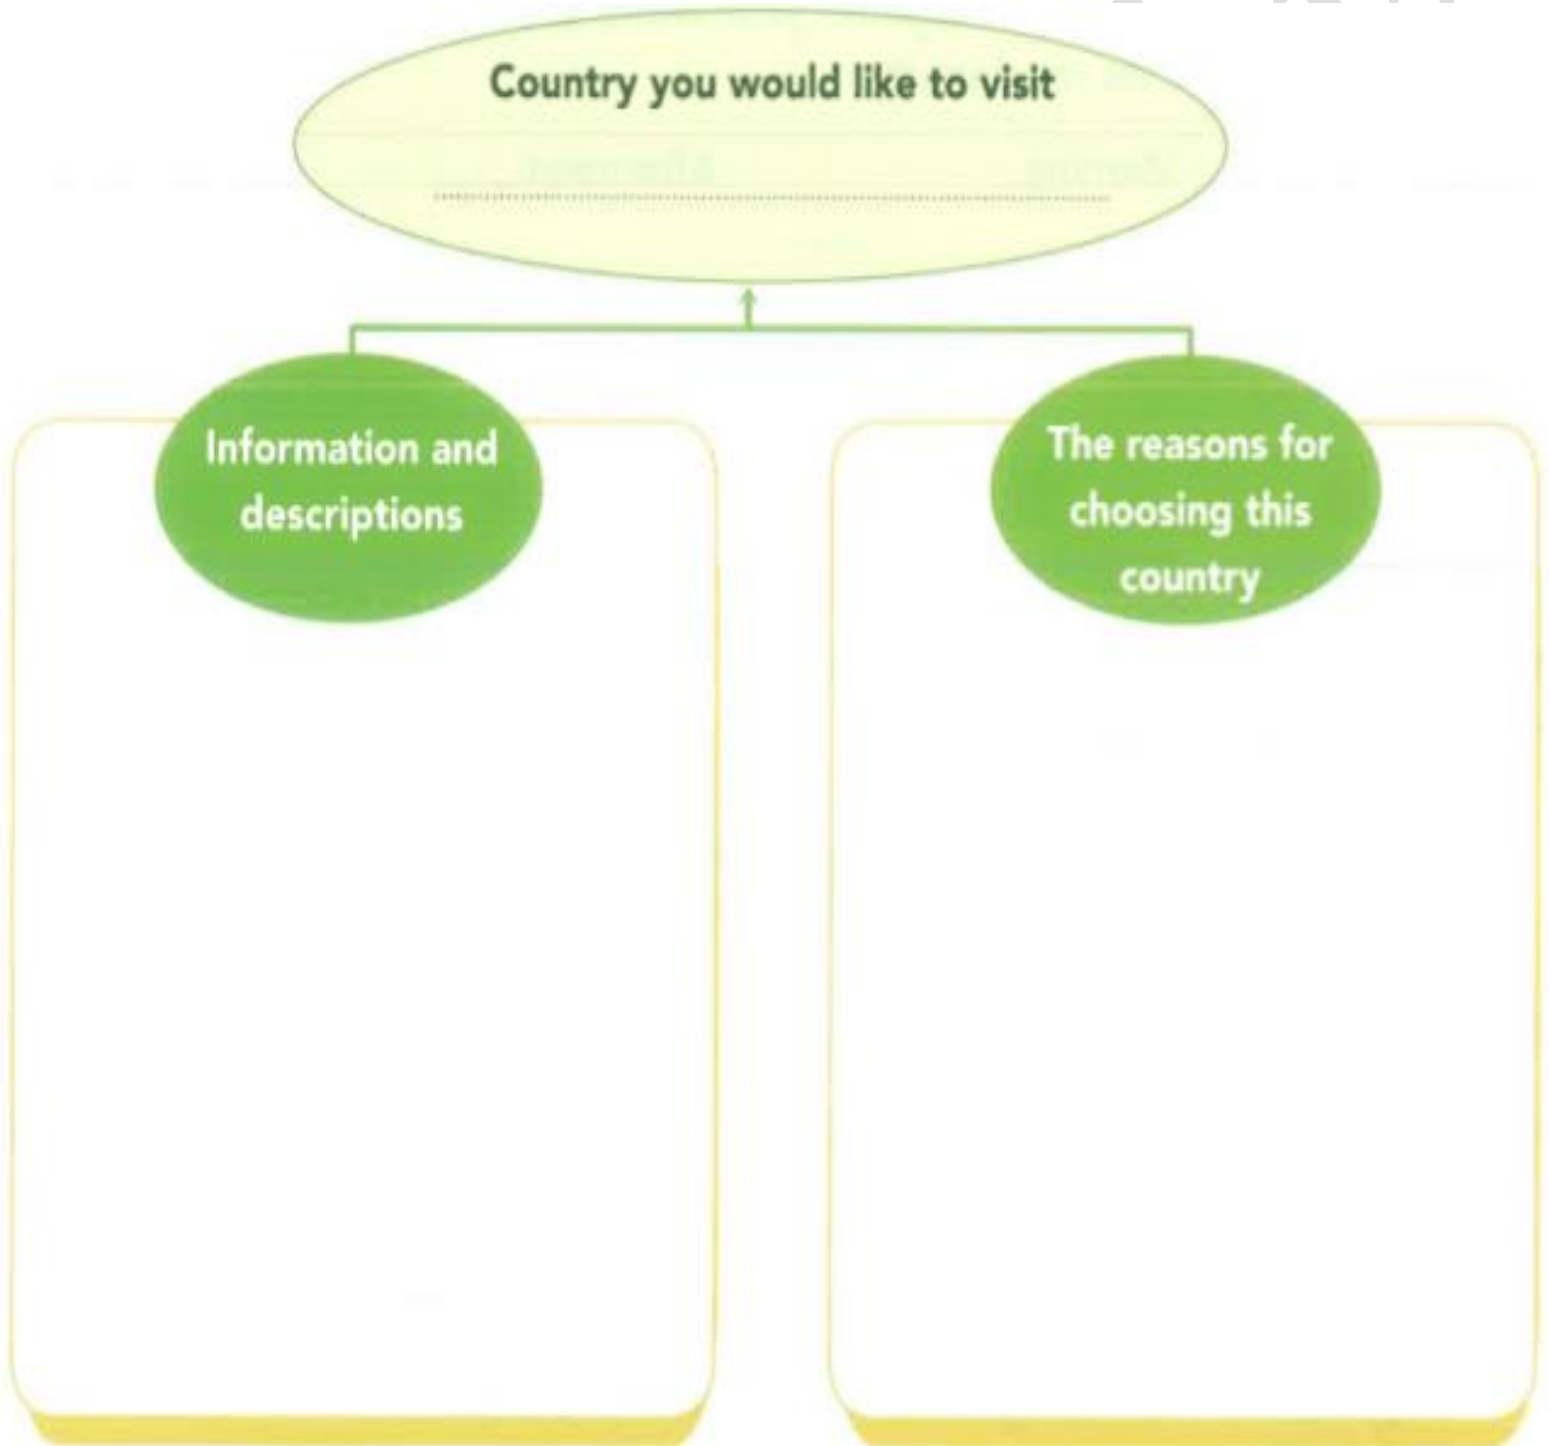 Country you would like to visit
Information and
descriptions
The reasons for
choosing this
country